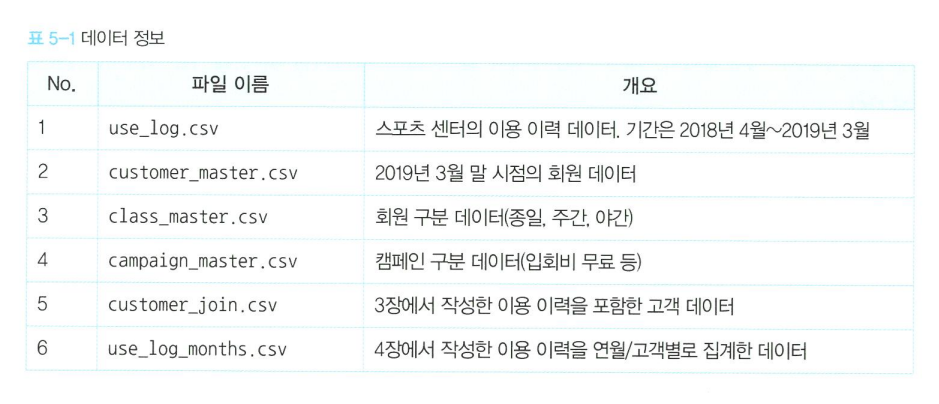 표 5-1 데이터 정보
No. 파일 이름 개요
1 use_log.csv 스포츠 센터의 이용 이력 데이터. 기간은 2018년 4월~2019년 3월
2 customer_master.csv 2019년 3월 말 시점의 회원 데이터
3 class_master.csv 회원 구분 데이터(종일, 주간, 야간)
4 campaign_master.csv 캠페인 구분 데이터(입회비 무료 등)
5 customer_join.csv 3장에서 작성한 이용 이력을 포함한 고객 데이터
6 use_log_months.csv 4장에서 작성한 이용 이력을 연월/고객별로 집계한 데이터